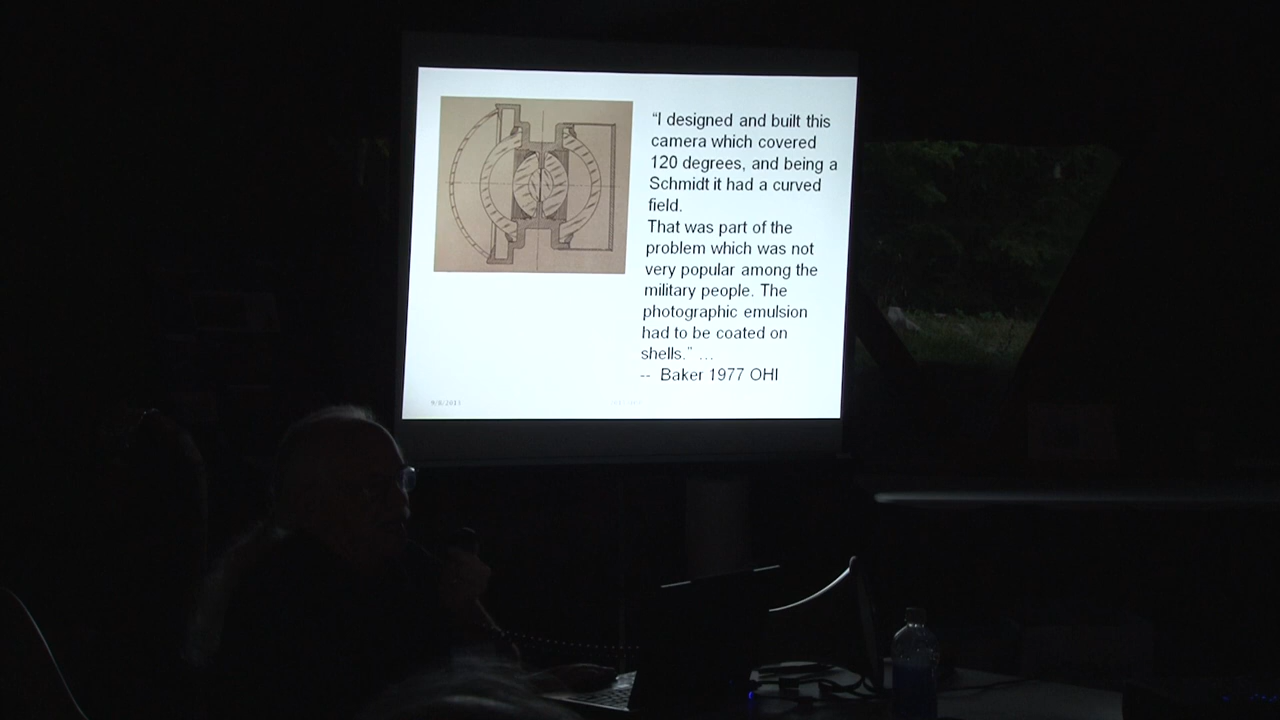 “I designed and built this
camera which covered
120 degrees, and being a
Schmidt it had a curved
field.
That was part of the
problem which was not
very popular among the
military people. The
photographic emulsion
had to be coated on
shells.” ...
-- Baker 1977 OHI